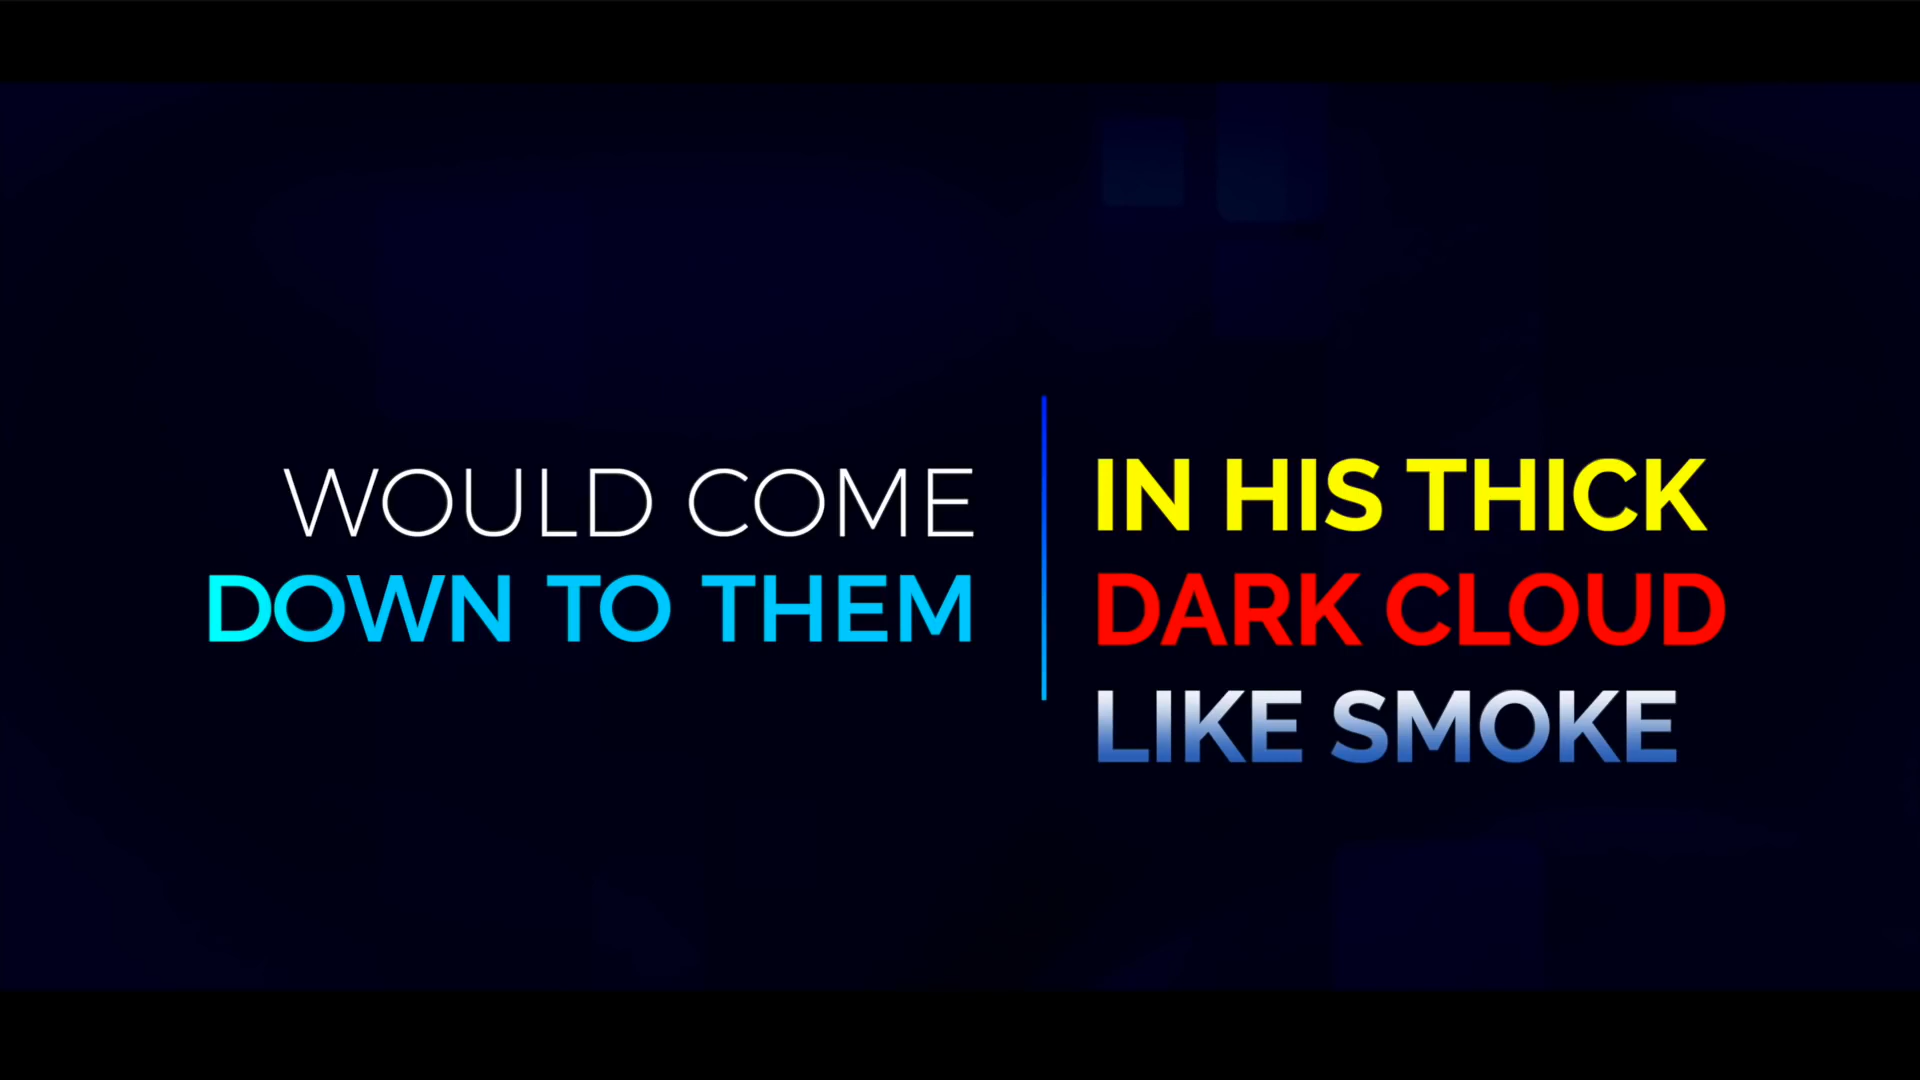 WOULD COME
DOWN TO THEM
IN HIS THICK
DARK CLOUD
LIKE SMOKE